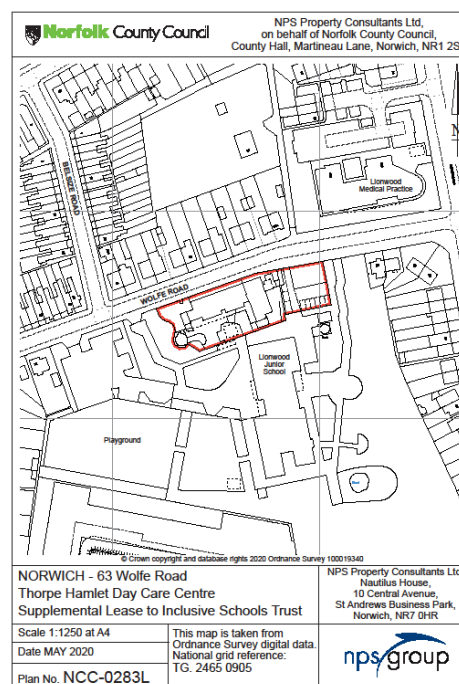 Norfolk County Council
NPS Property Consultants Ltd,
on behalf of Norfolk County Council,
County Hall, Martineau Lane, Norwich, NR1 2S
BELSIZE ROAD
Lionwood
Medical Practice
WOLFE ROAD
Lionwood
Junior
School
Playground
© Crown copyright and database rights 2020 Ordnance Survey 100019340
NORWICH - 63 Wolfe Road
Thorpe Hamlet Day Care Centre
Supplemental Lease to Inclusive Schools Trust
NPS Property Consultants Ltd
Nautilus House,
10 Central Avenue,
St Andrews Business Park,
Norwich, NR7 0HR
Scale 1:1250 at A4
Date MAY 2020
Plan No. NCC-0283L
This map is taken from
Ordnance Survey digital data.
National grid reference:
TG. 2465 0905
nps group